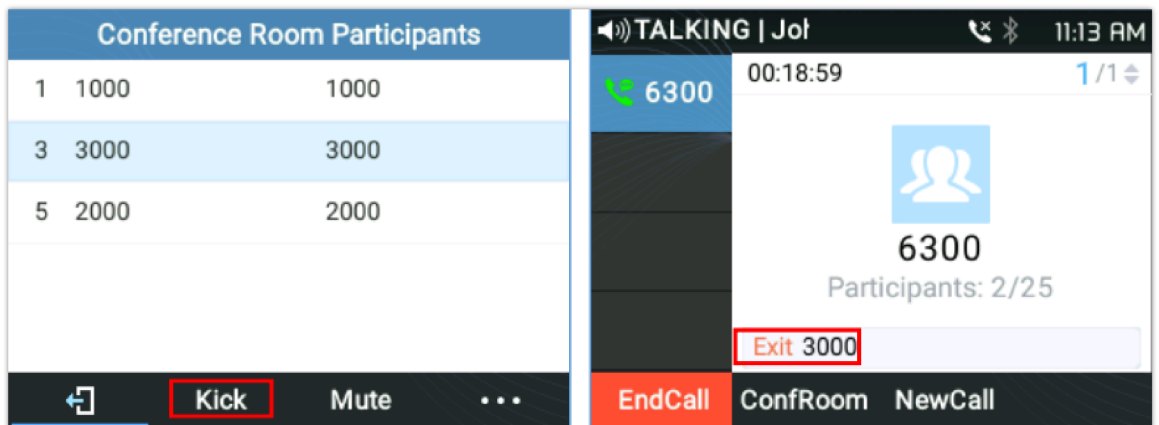 Conference Room Participants
1 1000 1000
3 3000 3000
5 2000 2000
Kick Mute ...
TALKING | Joh 11:13 AM
6300
00:18:59 1/1
6300
Participants: 2/25
Exit 3000
EndCall ConfRoom NewCall